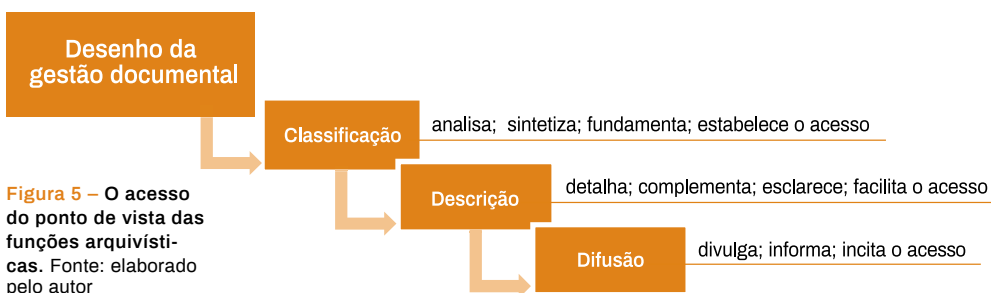 Desenho da
gestão documental
Classificação
analisa; sintetiza; fundamenta; estabelece o acesso
Descrição
detalha; complementa; esclarece; facilita o acesso
Difusão
divulga; informa; incita o acesso
Figura 5 – O acesso
do ponto de vista das
funções arquivísti-
cas. Fonte: elaborado
pelo autor